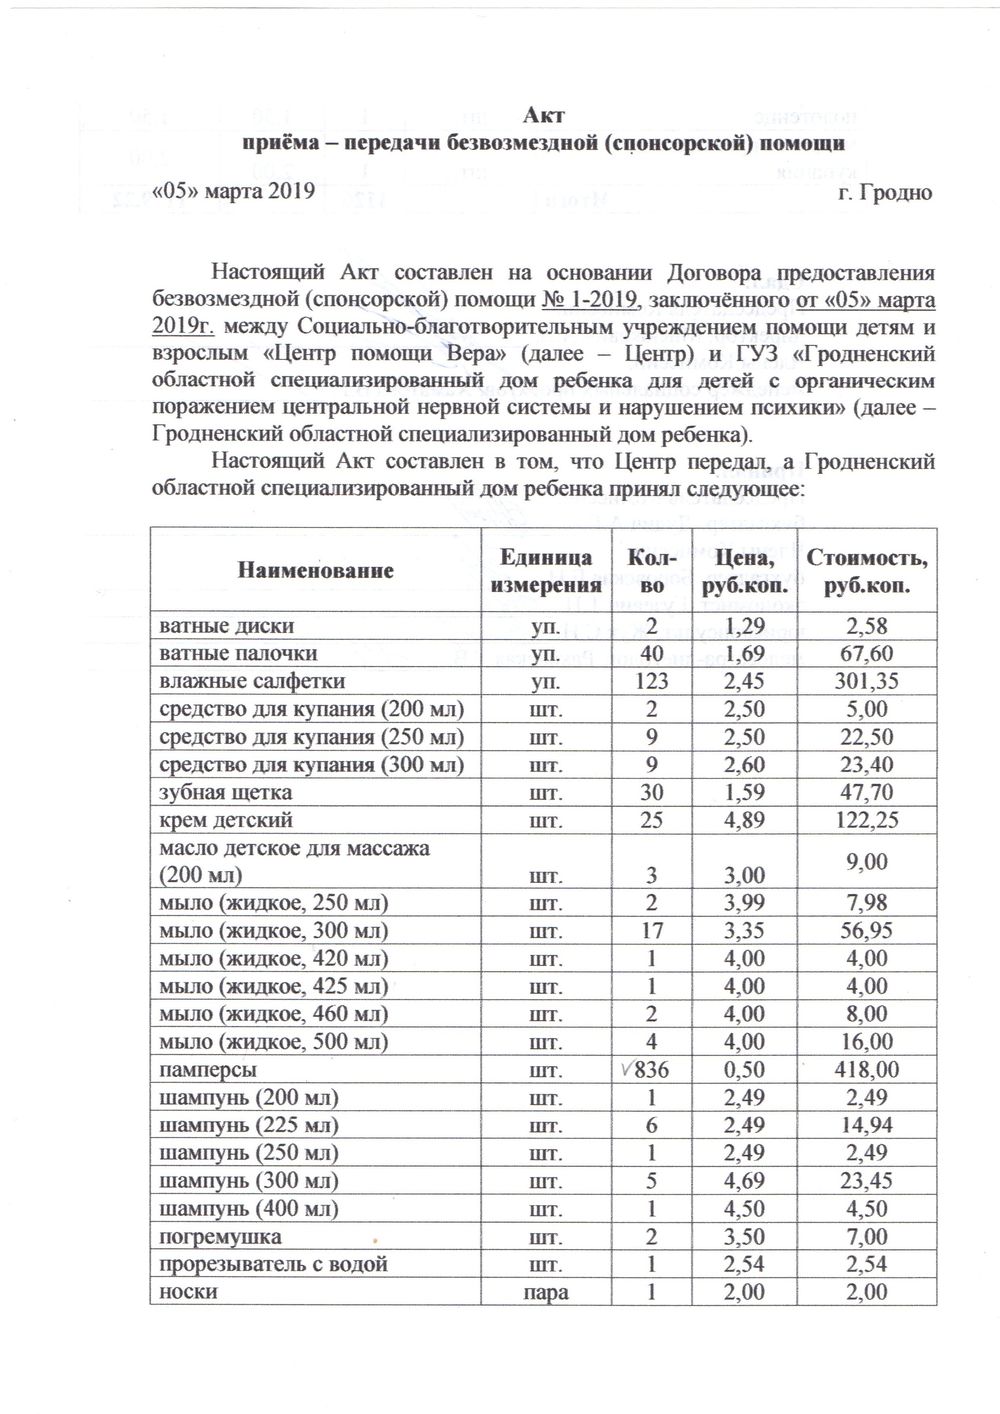 Акт
приёма – передачи безвозмездной (спонсорской) помощи
«05» марта 2019 г. Гродно
Настоящий Акт составлен на основании Договора предоставления
безвозмездной (спонсорской) помощи № 1-2019, заключённого от «05» марта
2019г. между Социально-благотворительным учреждением помощи детям и
взрослым «Центр помощи Вера» (далее – Центр) и ГУЗ «Гродненский
областной специализированный дом ребенка для детей с органическим
поражением центральной нервной системы и нарушением психики» (далее –
Гродненский областной специализированный дом ребенка).
Настоящий Акт составлен в том, что Центр передал, а Гродненский
областной специализированный дом ребенка принял следующее:
Наименование Единица измерения Кол-во Цена, руб.коп. Стоимость, руб.коп.
ватные диски уп. 2 1,29 2,58
ватные палочки уп. 40 1,69 67,60
влажные салфетки уп. 123 2,45 301,35
средство для купания (200 мл) шт. 2 2,50 5,00
средство для купания (250 мл) шт. 9 2,50 22,50
средство для купания (300 мл) шт. 9 2,60 23,40
зубная щетка шт. 30 1,59 47,70
крем детский шт. 25 4,89 122,25
масло детское для массажа
(200 мл) шт. 3 3,00 9,00
мыло (жидкое, 250 мл) шт. 2 3,99 7,98
мыло (жидкое, 300 мл) шт. 17 3,35 56,95
мыло (жидкое, 420 мл) шт. 1 4,00 4,00
мыло (жидкое, 425 мл) шт. 1 4,00 4,00
мыло (жидкое, 460 мл) шт. 2 4,00 8,00
мыло (жидкое, 500 мл) шт. 4 4,00 16,00
памперсы шт. ✓836 0,50 418,00
шампунь (200 мл) шт. 1 2,49 2,49
шампунь (225 мл) шт. 6 2,49 14,94
шампунь (250 мл) шт. 1 2,49 2,49
шампунь (300 мл) шт. 5 4,69 23,45
шампунь (400 мл) шт. 1 4,50 4,50
погремушка шт. 2 3,50 7,00
прорезыватель с водой шт. 1 2,54 2,54
носки пара 1 2,00 2,00